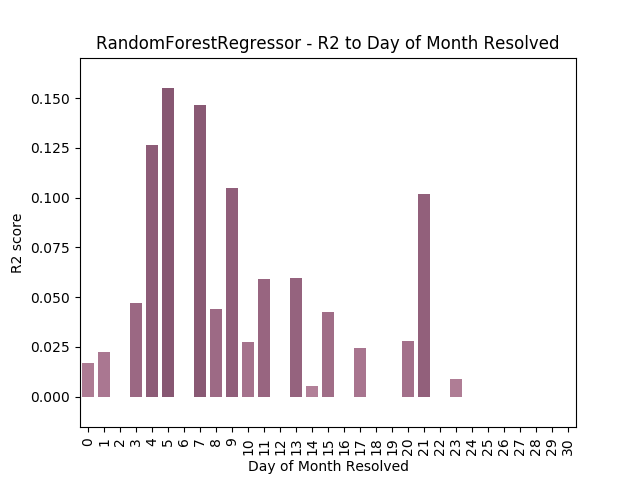 RandomForestRegressor - R2 to Day of Month Resolved
0.150
0.125
0.100
0.075
0.050
0.025
0.000
R2 score
0 1 2 3 4 5 6 7 8 9 10 11 12 13 14 15 16 17 18 19 20 21 22 23 24 25 26 27 28 29 30
Day of Month Resolved